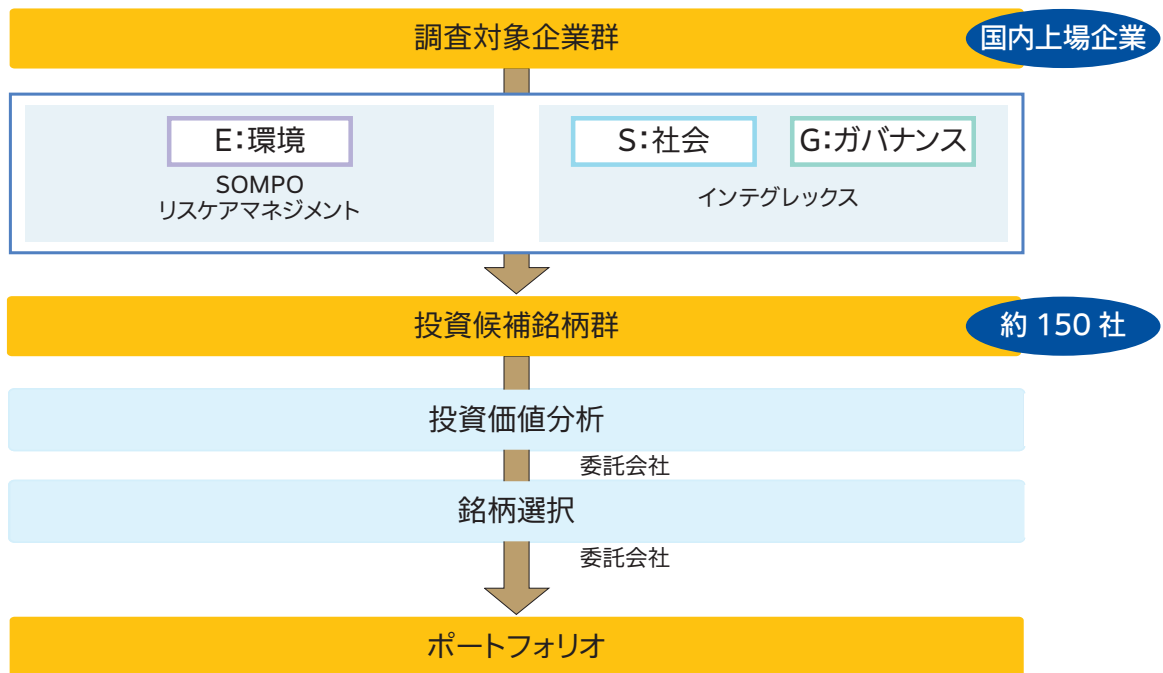 調査対象企業群
国内上場企業
E:環境
S:社会
G:ガバナンス
SOMPO
リスケアマネジメント
インテグレックス
投資候補銘柄群
約 150 社
投資価値分析
委託会社
銘柄選択
委託会社
ポートフォリオ